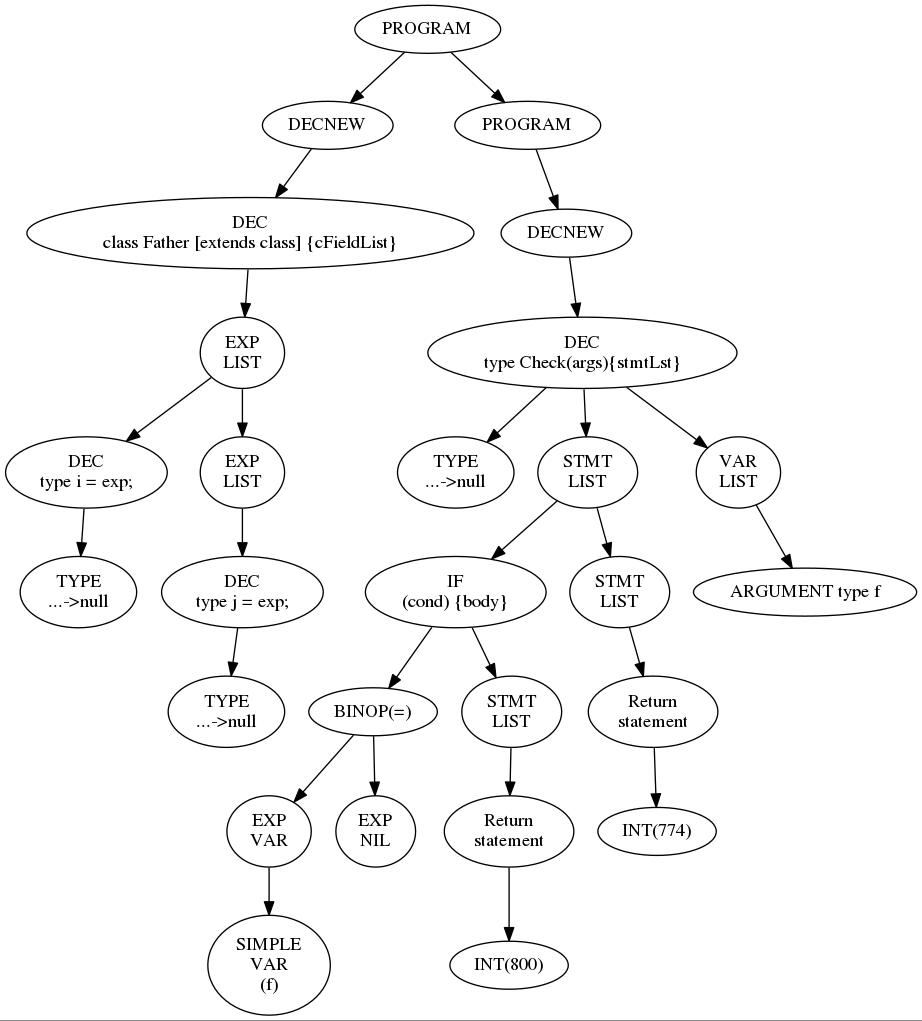 PROGRAM
DECNEW
PROGRAM
DEC
class Father [extends class] {cFieldList}
DECNEW
EXP
LIST
DEC
type Check(args){stmtLst}
DEC
type i = exp;
EXP
LIST
TYPE
...->null
STMT
LIST
VAR
LIST
TYPE
...->null
DEC
type j = exp;
IF
(cond) {body}
STMT
LIST
ARGUMENT type f
TYPE
...->null
BINOP(=)
STMT
LIST
Return
statement
EXP
VAR
EXP
NIL
Return
statement
INT(774)
SIMPLE
VAR
(f)
INT(800)